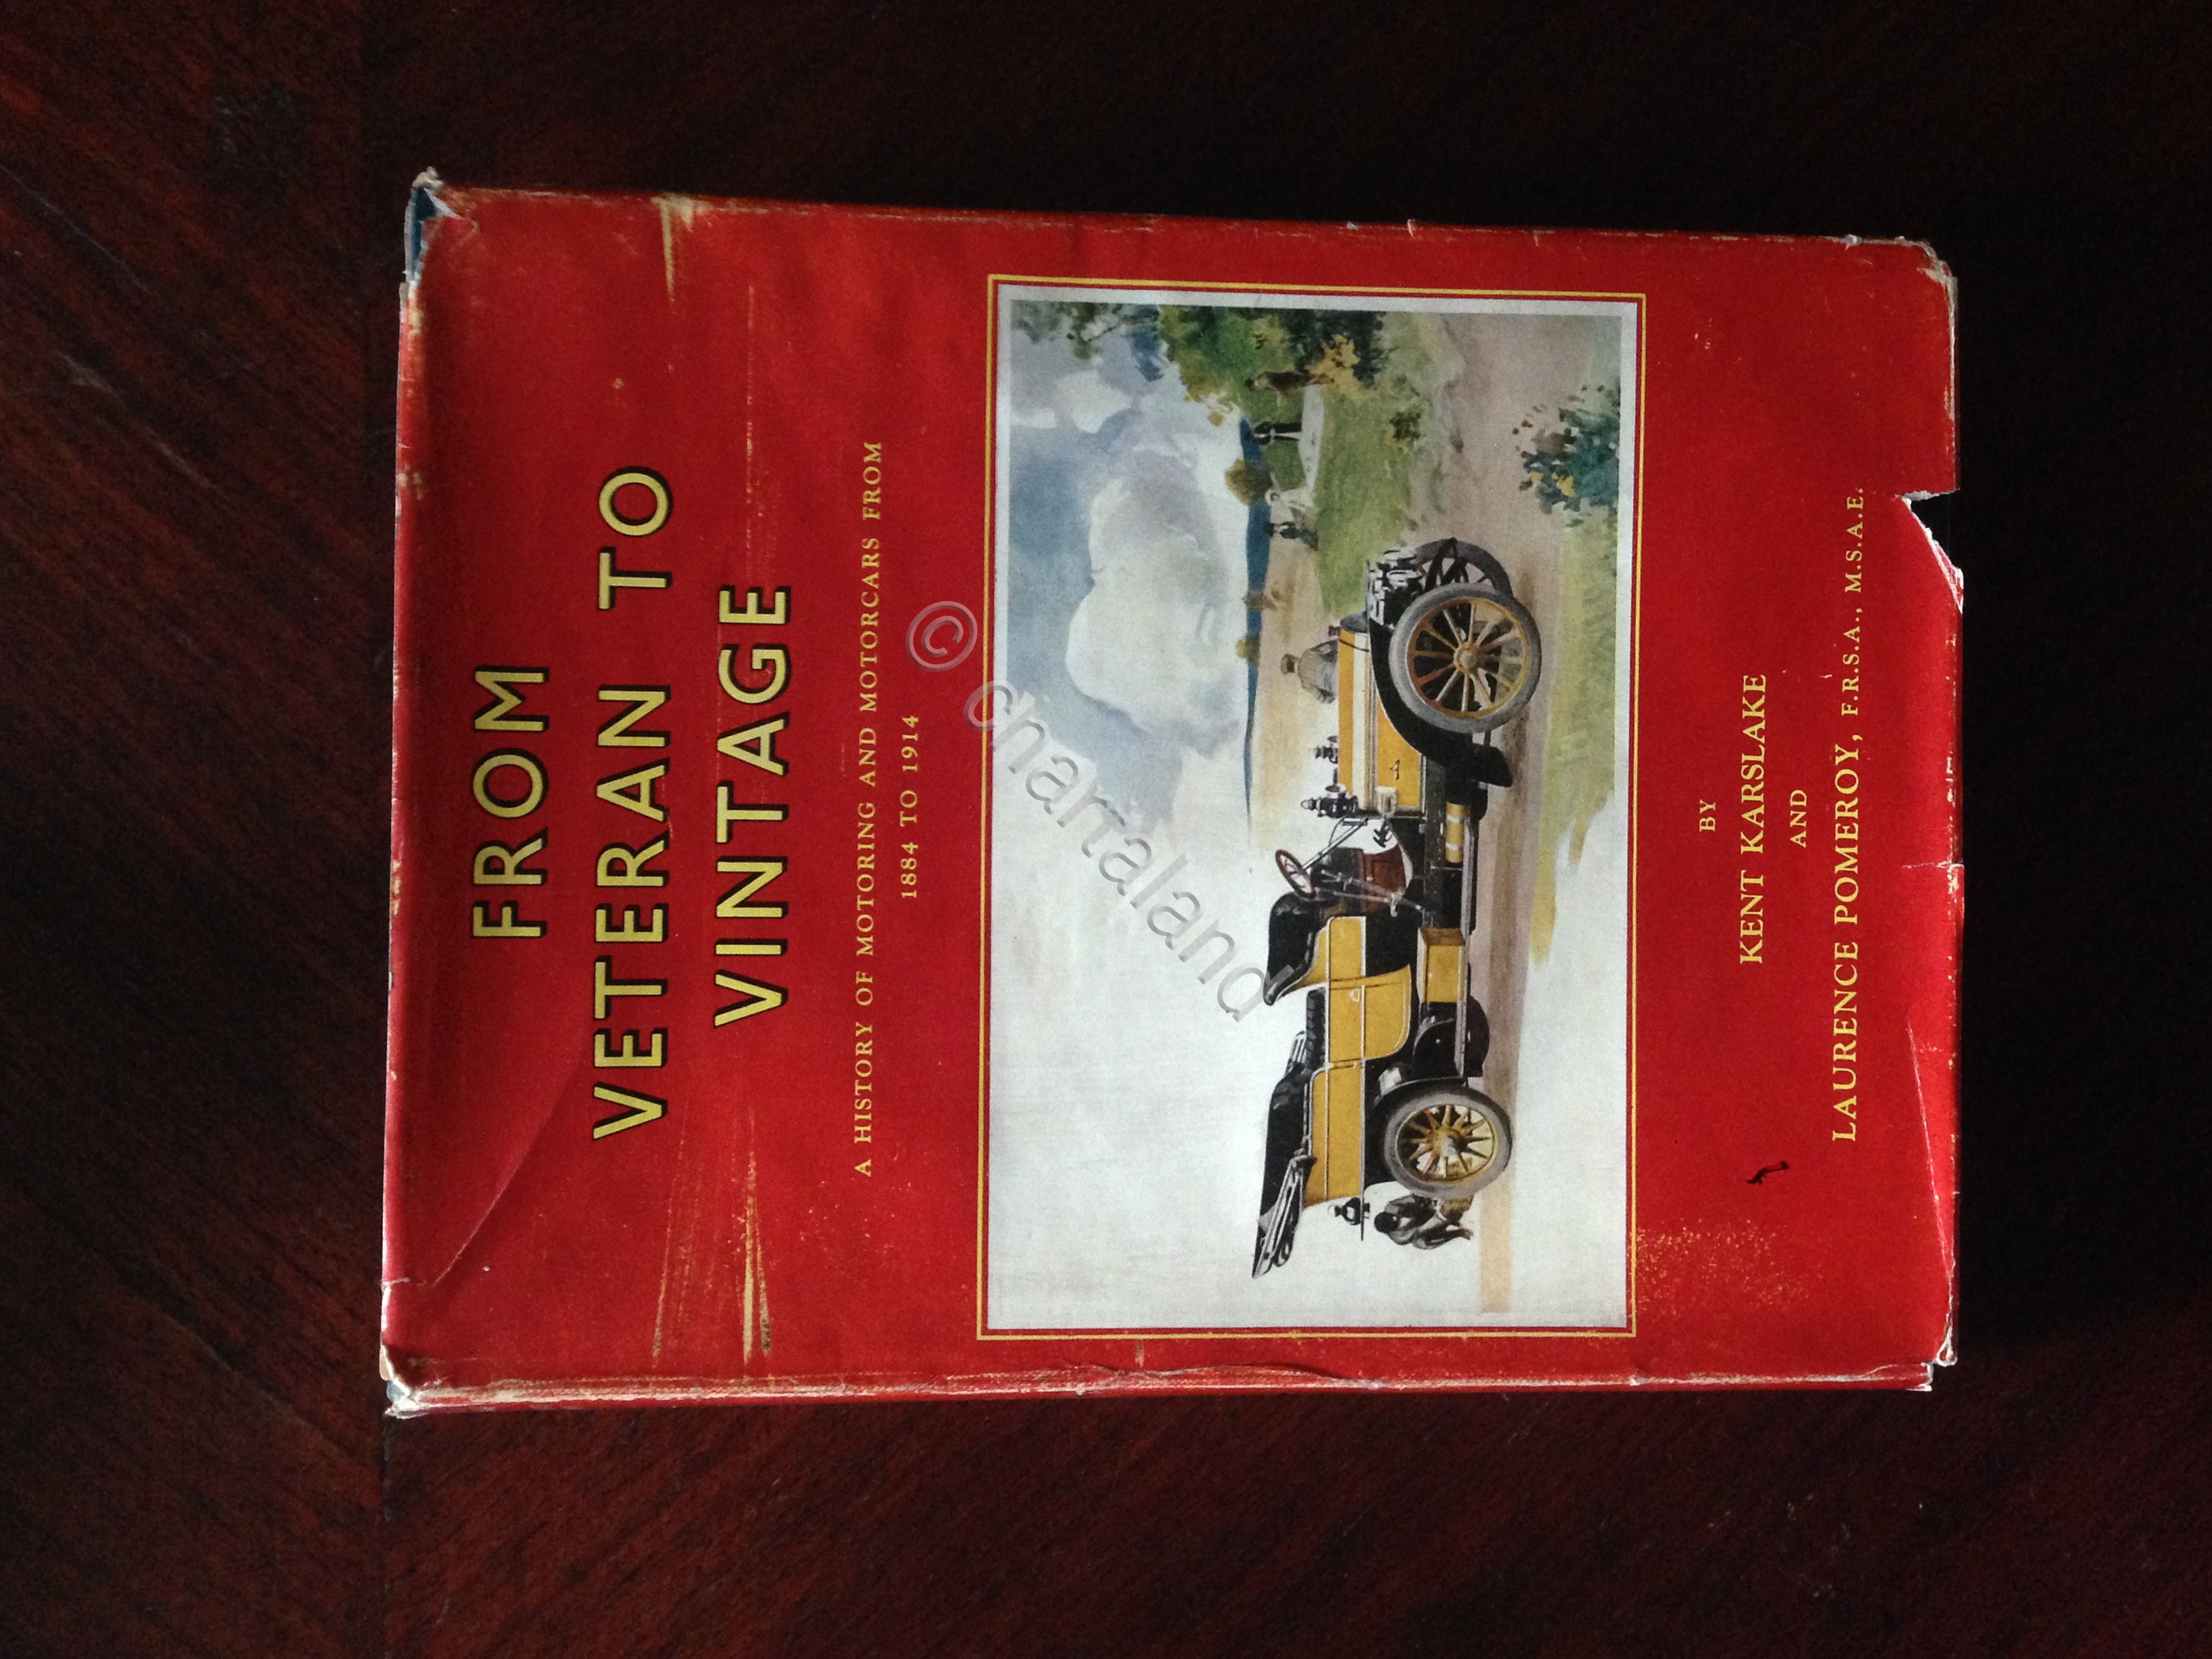 FROM
VETERAN TO
VINTAGE
A HISTORY OF MOTORING AND MOTORCARS FROM
1884 TO 1914
© chartaland
BY
KENT KARSLAKE
AND
LAURENCE POMEROY, F.R.S.A., M.S.A.E.